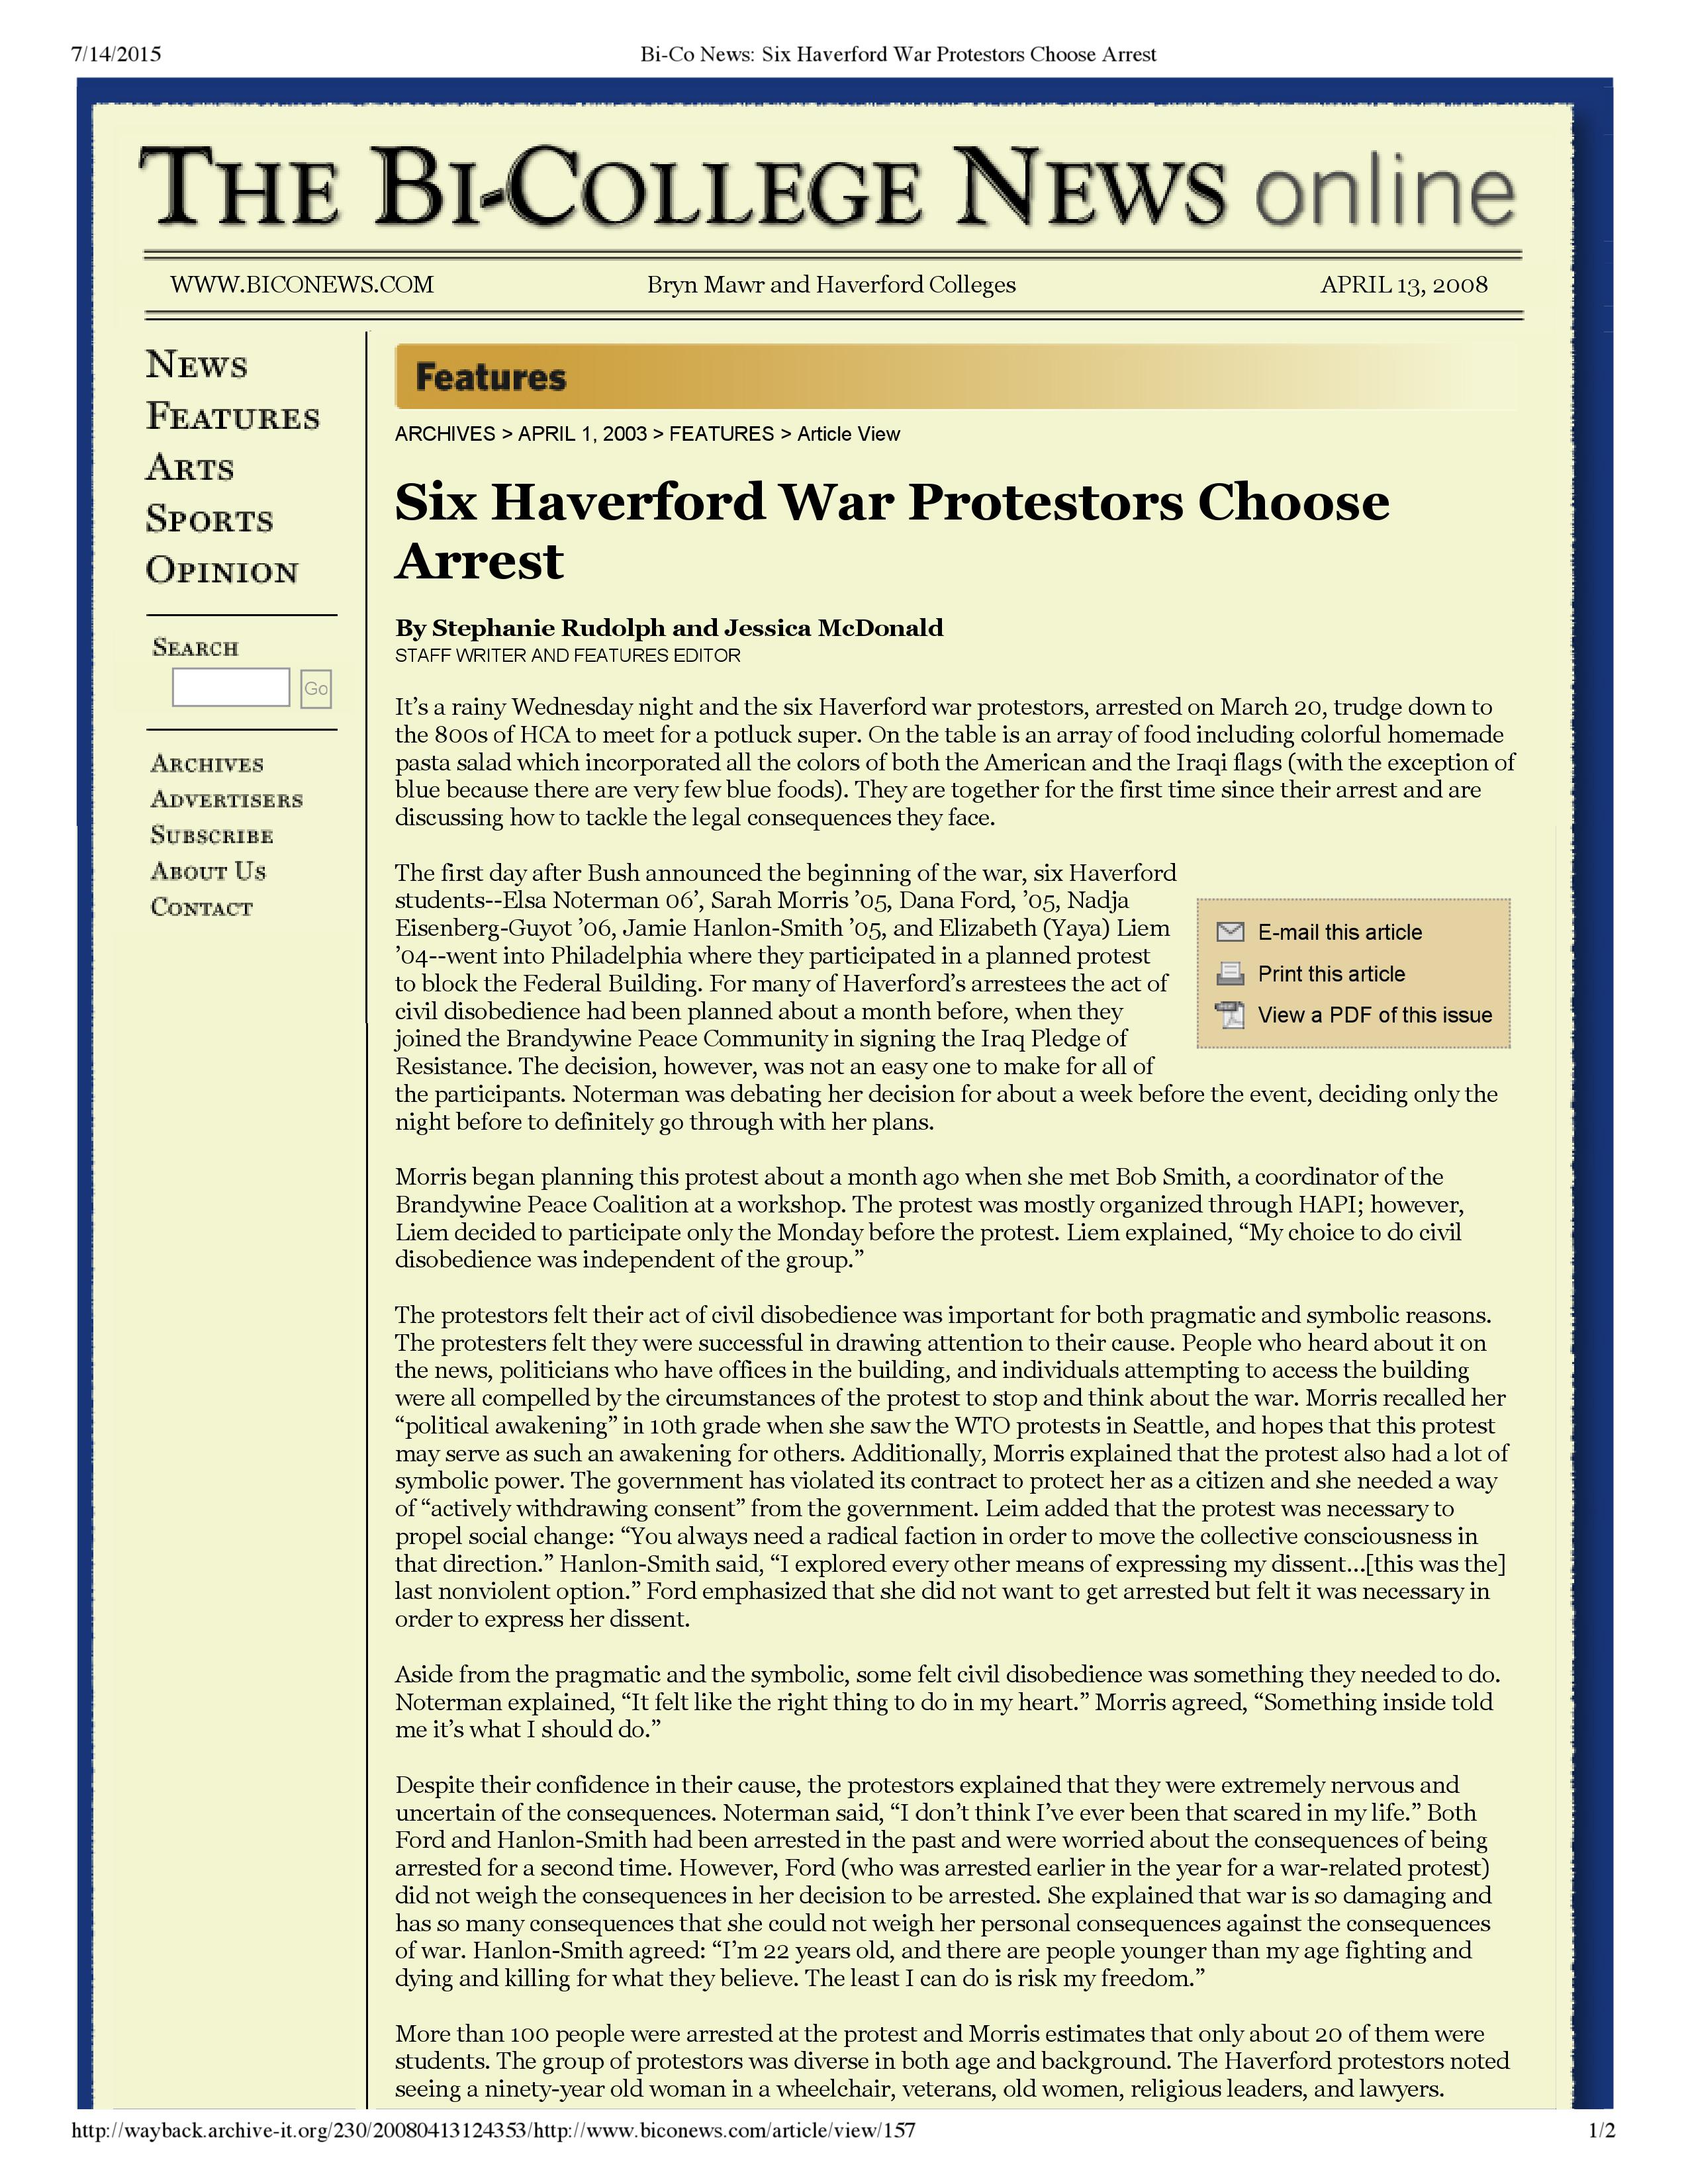 7/14/2015
Bi-Co News: Six Haverford War Protestors Choose Arrest
THE BI-COLLEGE NEWS online
WWW.BICONEWS.COM
Bryn Mawr and Haverford Colleges
APRIL 13, 2008
NEWS
FEATURES
ARTS
SPORTS
OPINION
SEARCH
Go
ARCHIVES
ADVERTISERS
SUBSCRIBE
ABOUT US
CONTACT
Features
ARCHIVES > APRIL 1, 2003 > FEATURES > Article View
Six Haverford War Protestors Choose
Arrest
By Stephanie Rudolph and Jessica McDonald
STAFF WRITER AND FEATURES EDITOR
It's a rainy Wednesday night and the six Haverford war protestors, arrested on March 20, trudge down to
the 800s of HCA to meet for a potluck super. On the table is an array of food including colorful homemade
pasta salad which incorporated all the colors of both the American and the Iraqi flags (with the exception of
blue because there are very few blue foods). They are together for the first time since their arrest and are
discussing how to tackle the legal consequences they face.
The first day after Bush announced the beginning of the war, six Haverford
students--Elsa Noterman 06’, Sarah Morris ’05, Dana Ford, ’05, Nadja
Eisenberg-Guyot ’06, Jamie Hanlon-Smith ’05, and Elizabeth (Yaya) Liem
’04--went into Philadelphia where they participated in a planned protest
to block the Federal Building. For many of Haverford’s arrestees the act of
civil disobedience had been planned about a month before, when they
joined the Brandywine Peace Community in signing the Iraq Pledge of
Resistance. The decision, however, was not an easy one to make for all of
the participants. Noterman was debating her decision for about a week before the event, deciding only the
night before to definitely go through with her plans.
E-mail this article
Print this article
View a PDF of this issue
Morris began planning this protest about a month ago when she met Bob Smith, a coordinator of the
Brandywine Peace Coalition at a workshop. The protest was mostly organized through HAPI; however,
Liem decided to participate only the Monday before the protest. Liem explained, “My choice to do civil
disobedience was independent of the group.”
The protestors felt their act of civil disobedience was important for both pragmatic and symbolic reasons.
The protesters felt they were successful in drawing attention to their cause. People who heard about it on
the news, politicians who have offices in the building, and individuals attempting to access the building
were all compelled by the circumstances of the protest to stop and think about the war. Morris recalled her
“political awakening” in 10th grade when she saw the WTO protests in Seattle, and hopes that this protest
may serve as such an awakening for others. Additionally, Morris explained that the protest also had a lot of
symbolic power. The government has violated its contract to protect her as a citizen and she needed a way
of “actively withdrawing consent” from the government. Leim added that the protest was necessary to
propel social change: “You always need a radical faction in order to move the collective consciousness in
that direction.” Hanlon-Smith said, “I explored every other means of expressing my dissent...[this was the]
last nonviolent option.” Ford emphasized that she did not want to get arrested but felt it was necessary in
order to express her dissent.
Aside from the pragmatic and the symbolic, some felt civil disobedience was something they needed to do.
Noterman explained, “It felt like the right thing to do in my heart.” Morris agreed, “Something inside told
me it’s what I should do.”
Despite their confidence in their cause, the protestors explained that they were extremely nervous and
uncertain of the consequences. Noterman said, “I don’t think I’ve ever been that scared in my life.” Both
Ford and Hanlon-Smith had been arrested in the past and were worried about the consequences of being
arrested for a second time. However, Ford (who was arrested earlier in the year for a war-related protest)
did not weigh the consequences in her decision to be arrested. She explained that war is so damaging and
has so many consequences that she could not weigh her personal consequences against the consequences
of war. Hanlon-Smith agreed: “I’m 22 years old, and there are people younger than my age fighting and
dying and killing for what they believe. The least I can do is risk my freedom.”
More than 100 people were arrested at the protest and Morris estimates that only about 20 of them were
students. The group of protestors was diverse in both age and background. The Haverford protestors noted
seeing a ninety-year old woman in a wheelchair, veterans, old women, religious leaders, and lawyers.
http://wayback.archive-it.org/230/20080413124353/http://www.biconews.com/article/view/157
1/2